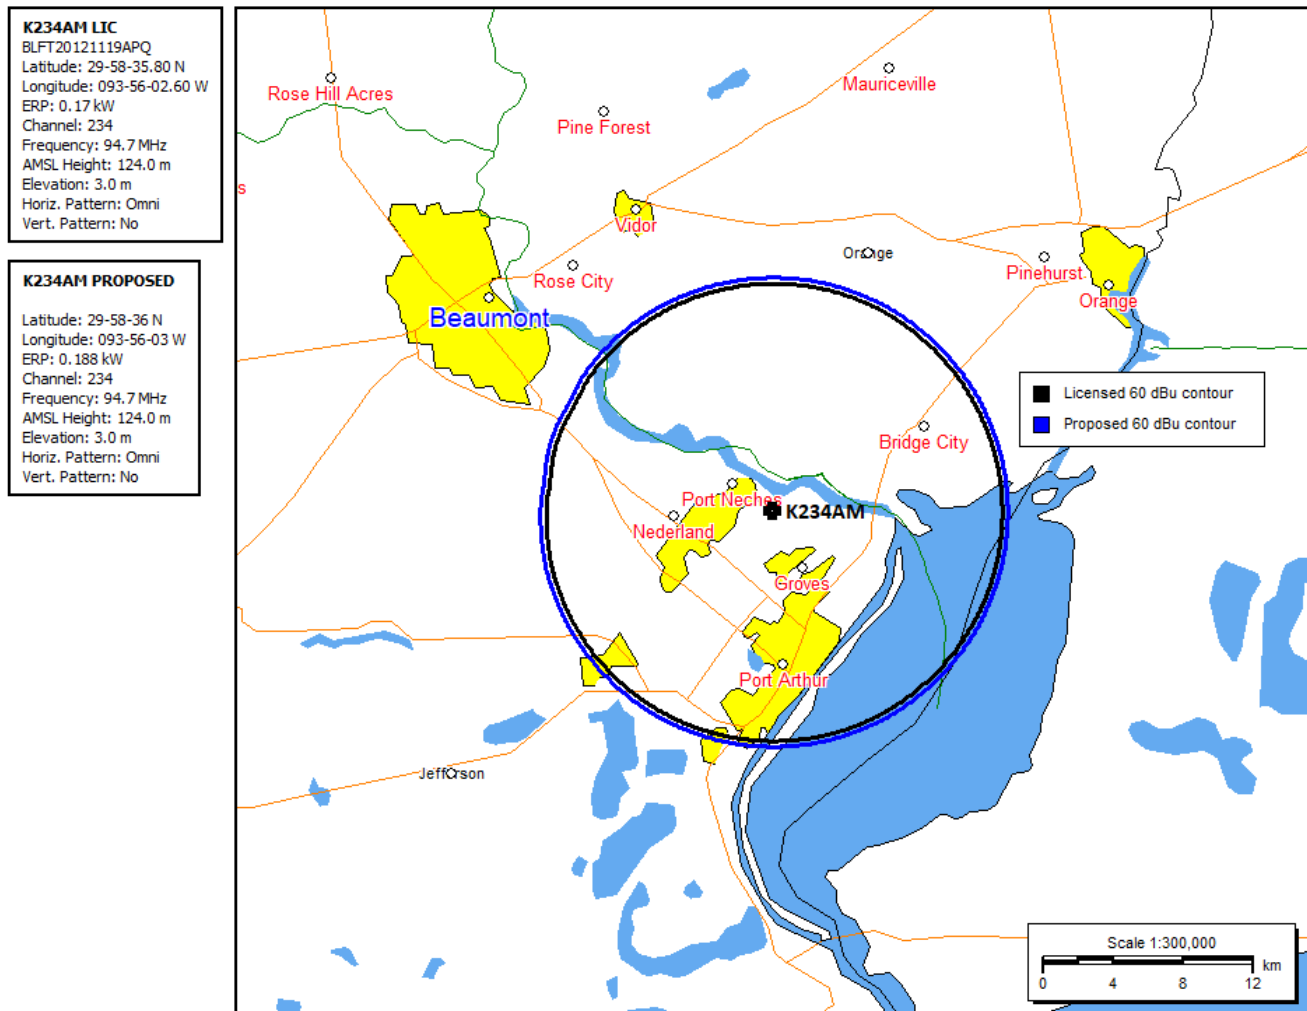 K234AM LIC
BLFT20121119APQ
Latitude: 29-58-35.80 N
Longitude: 093-56-02.60 W
ERP: 0.17 kW
Channel: 234
Frequency: 94.7 MHz
AMSL Height: 124.0 m
Elevation: 3.0 m
Horiz. Pattern: Omni
Vert. Pattern: No
K234AM PROPOSED
Latitude: 29-58-36 N
Longitude: 093-56-03 W
ERP: 0.188 kW
Channel: 234
Frequency: 94.7 MHz
AMSL Height: 124.0 m
Elevation: 3.0 m
Horiz. Pattern: Omni
Vert. Pattern: No
Mauriceville
Rose Hill Acres
Pine Forest
s
Vidor
Orange
Pinehurst
Rose City
Orange
Beaumont
Licensed 60 dBu contour
Proposed 60 dBu contour
Bridge City
Port Neches
K234AM
Nederland
Groves
Port Arthur
Jefferson
Scale 1:300,000
km
0 4 8 12